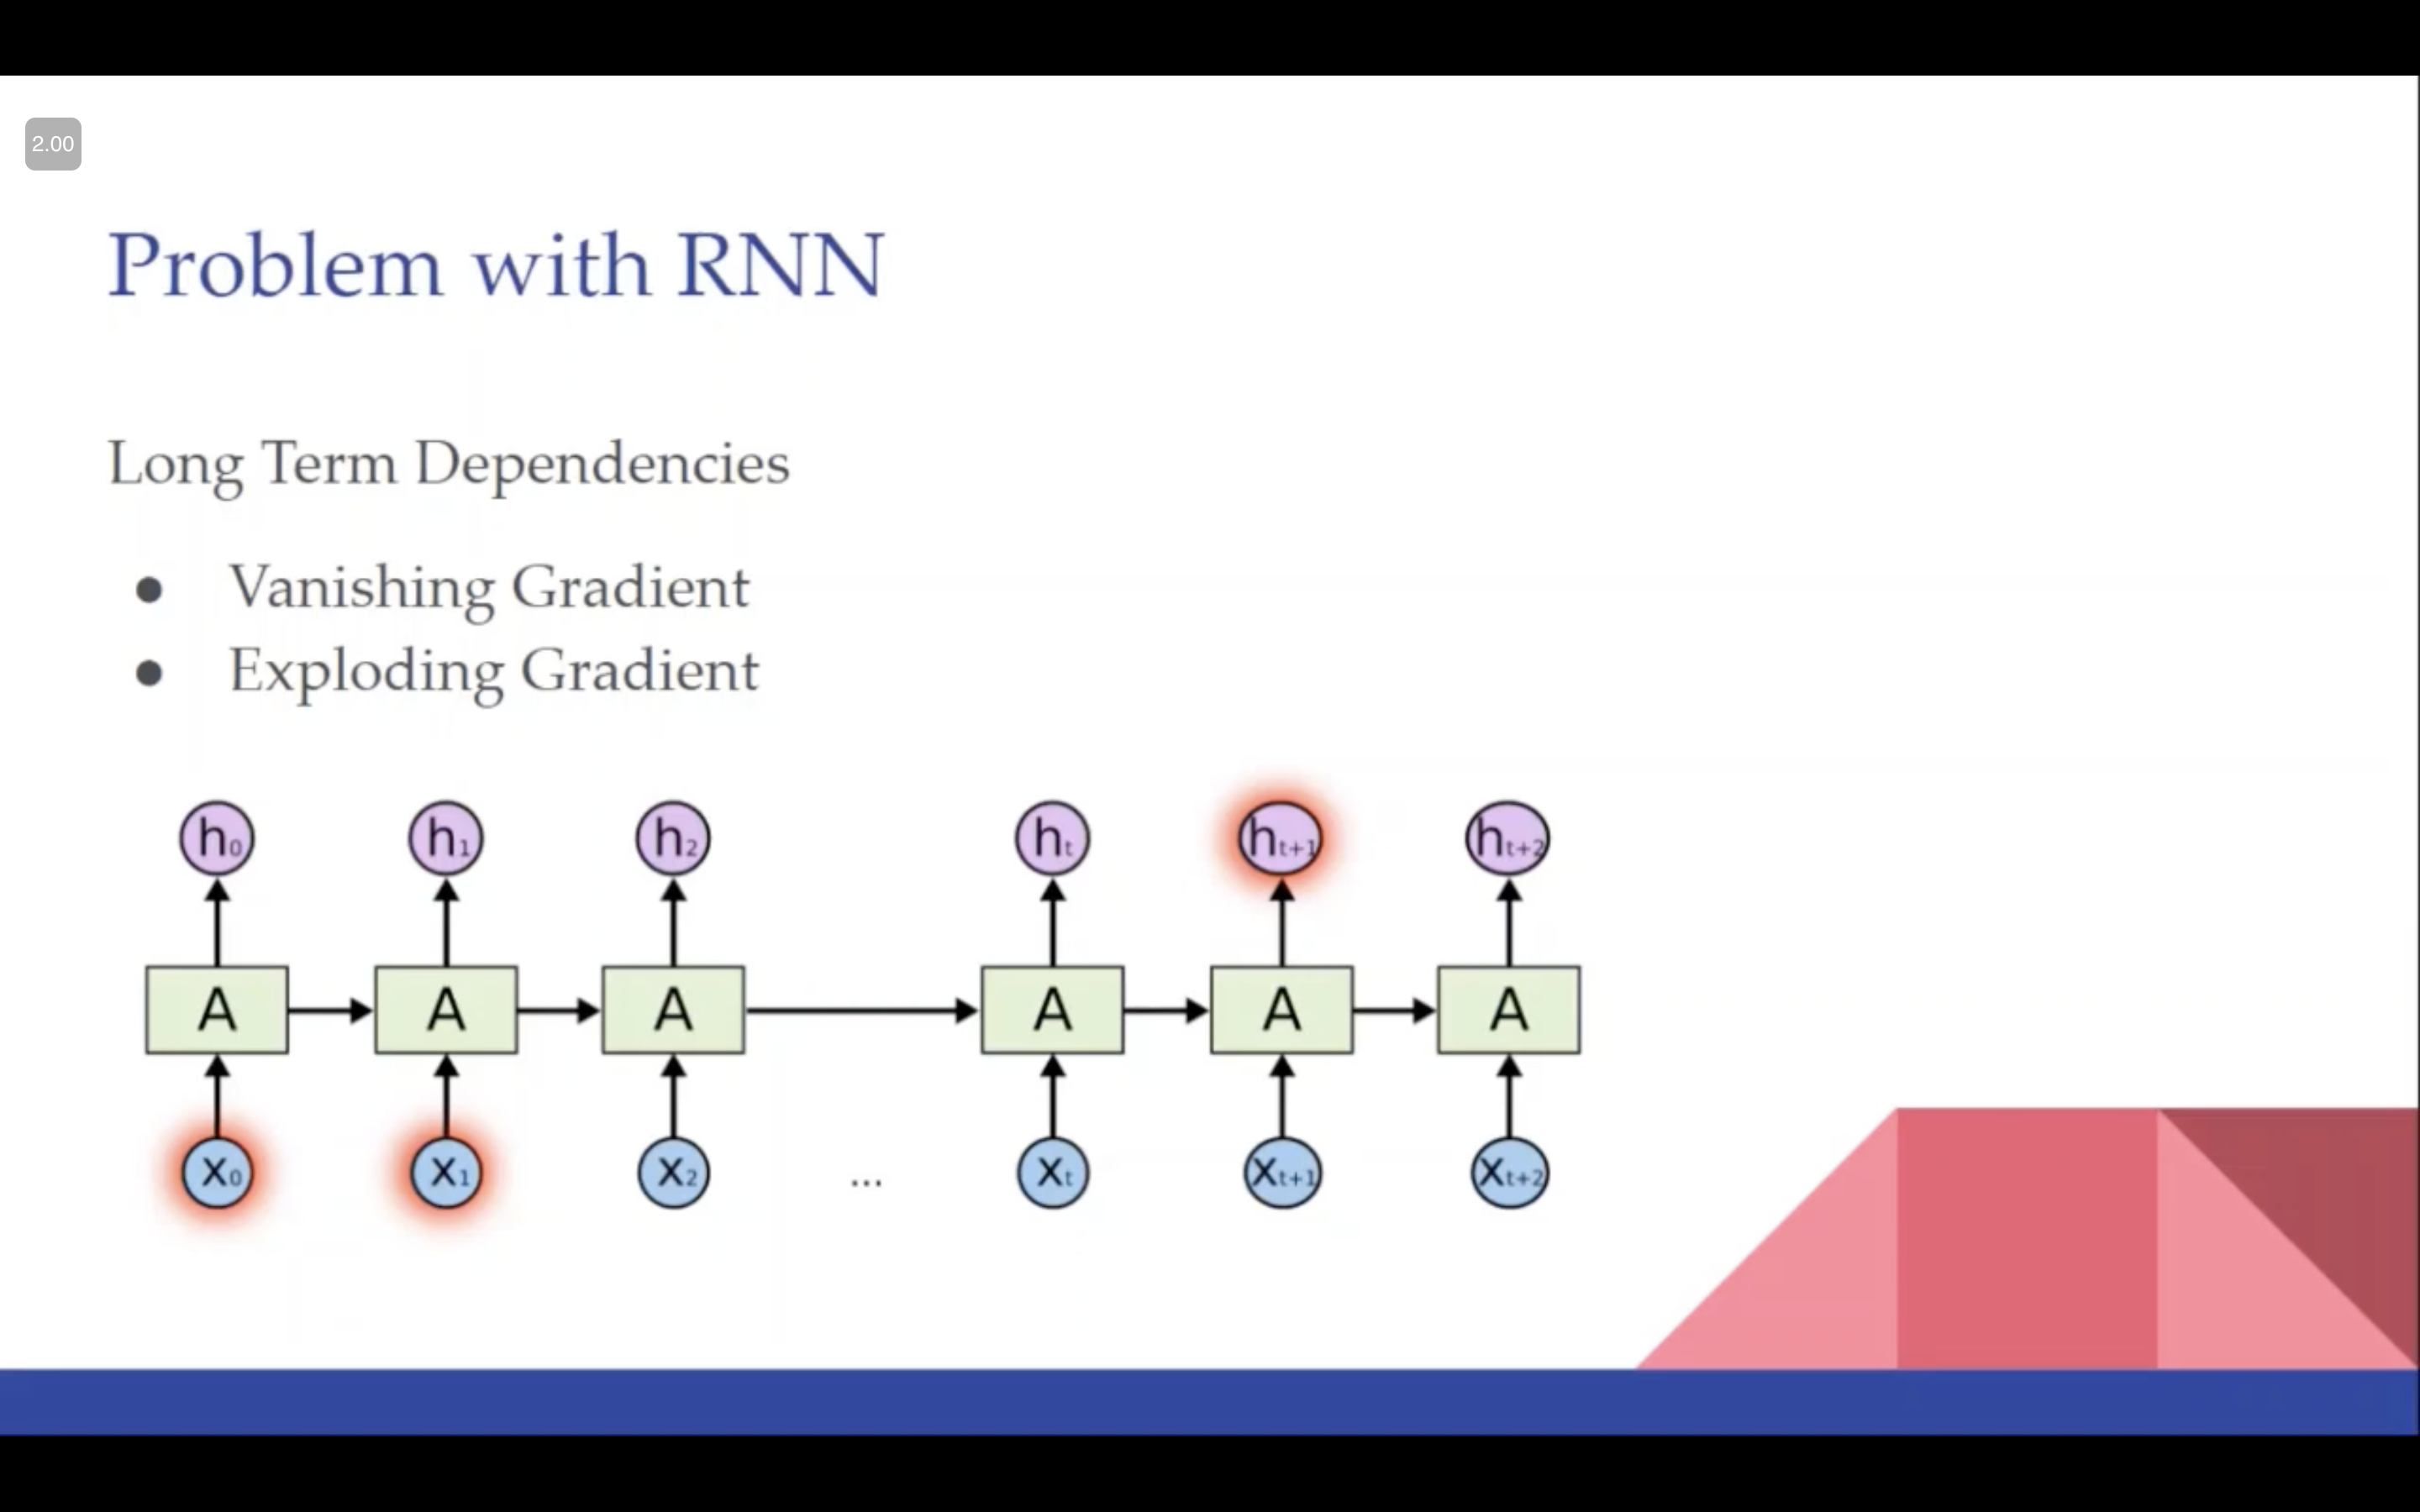 2.00
Problem with RNN
Long Term Dependencies
● Vanishing Gradient
● Exploding Gradient
h0 h1 h2 ht ht+1 ht+2
A A A A A A
x0 x1 x2 ... xt xt+1 xt+2